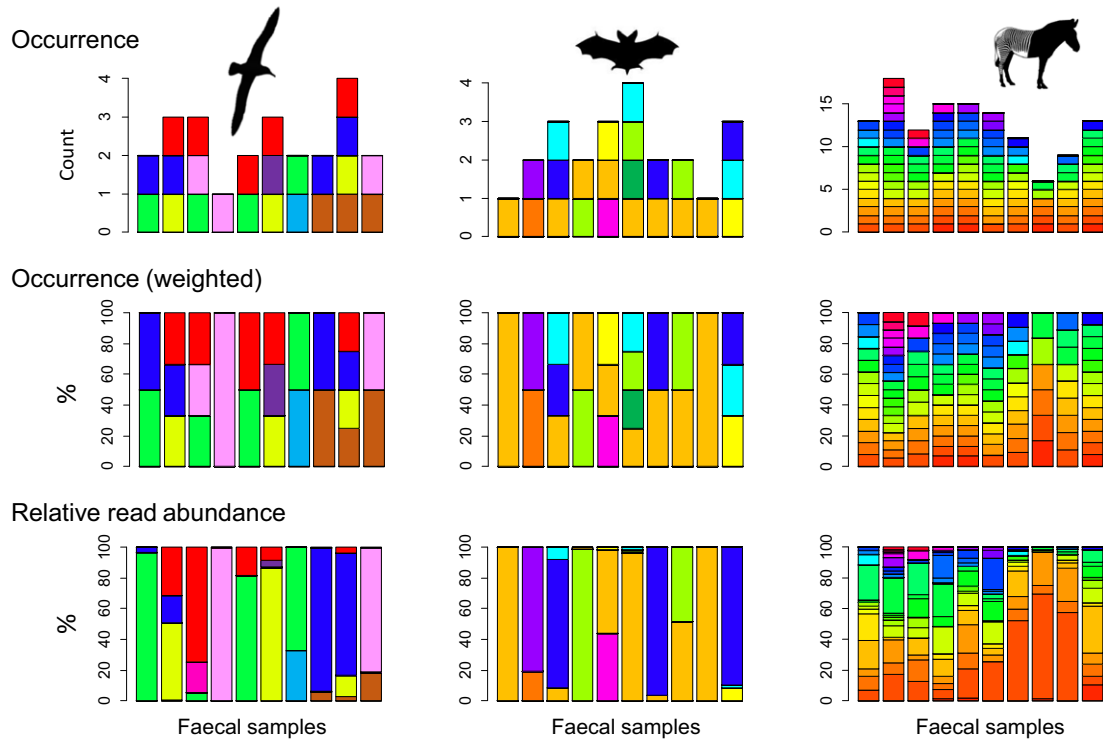 Occurrence
Count
0 1 2 3 4
0 1 2 3 4
0 5 10 15
Occurrence (weighted)
%
0 20 40 60 80 100
0 20 40 60 80 100
0 20 40 60 80 100
Relative read abundance
%
0 20 40 60 80 100
0 20 40 60 80 100
0 20 40 60 80 100
Faecal samples
Faecal samples
Faecal samples